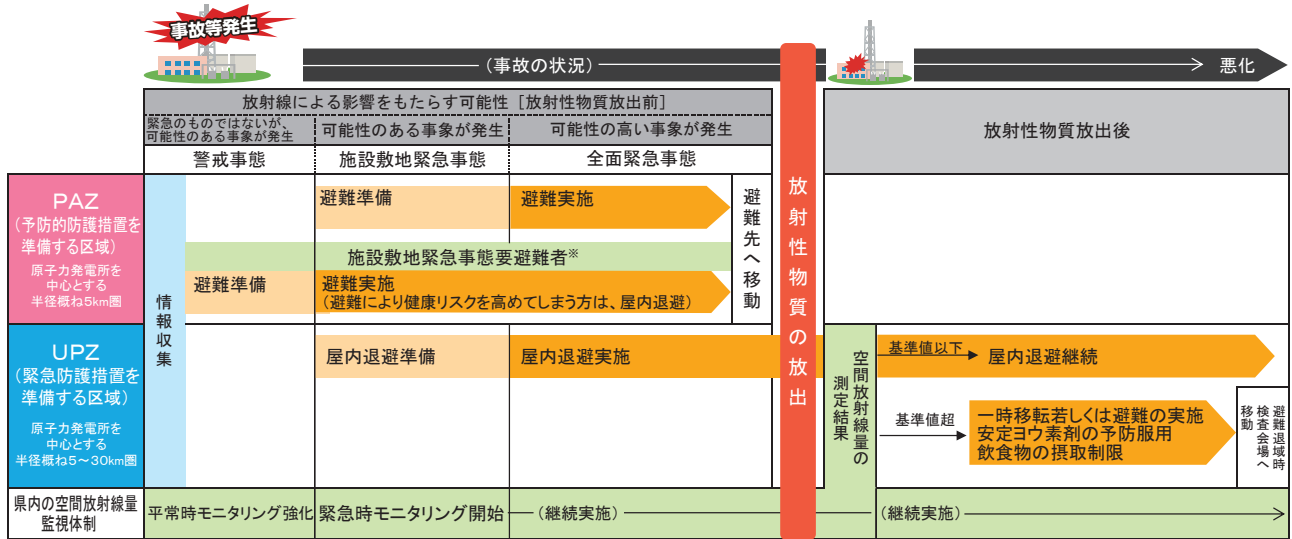 事故等発生
(事故の状況)
悪化
放射線による影響をもたらす可能性[放射性物質放出前]
緊急のものではないが、
可能性のある事象が発生
可能性のある事象が発生
可能性の高い事象が発生
警戒事態
施設敷地緊急事態
全面緊急事態
放射性物質の放出
放射性物質放出後
PAZ
(予防的防護措置を
準備する区域)
原子力発電所を
中心とする
半径概ね5km圏
情報収集
避難準備
避難実施
施設敷地緊急事態要避難者※
避難準備
避難実施
(避難により健康リスクを高めてしまう方は、屋内退避)
避難先へ移動
UPZ
(緊急防護措置を
準備する区域)
原子力発電所を
中心とする
半径概ね5〜30km圏
屋内退避準備
屋内退避実施
空間放射線量の
測定結果
基準値以下
屋内退避継続
基準値超
一時移転若しくは避難の実施
安定ヨウ素剤の予防服用
飲食物の摂取制限
避難退域時
検査会場へ
移動
県内の空間放射線量
監視体制
平常時モニタリング強化
緊急時モニタリング開始
(継続実施)
(継続実施)